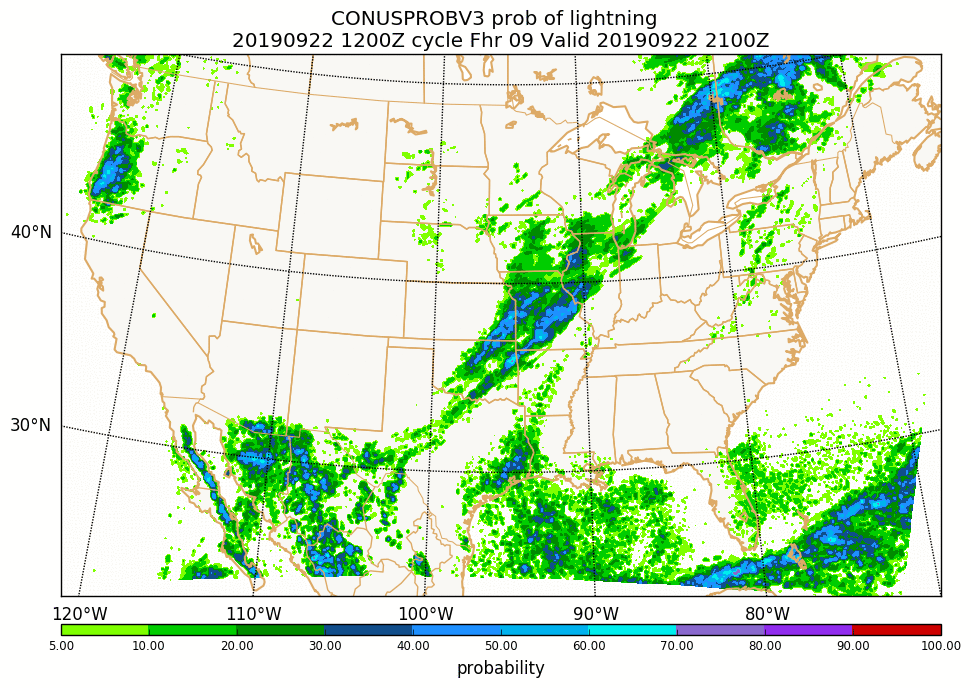 CONUSPROBV3 prob of lightning
20190922 1200Z cycle Fhr 09 Valid 20190922 2100Z
40°N
30°N
120°W 110°W 100°W 90°W 80°W
5.00 10.00 20.00 30.00 40.00 50.00 60.00 70.00 80.00 90.00 100.00
probability